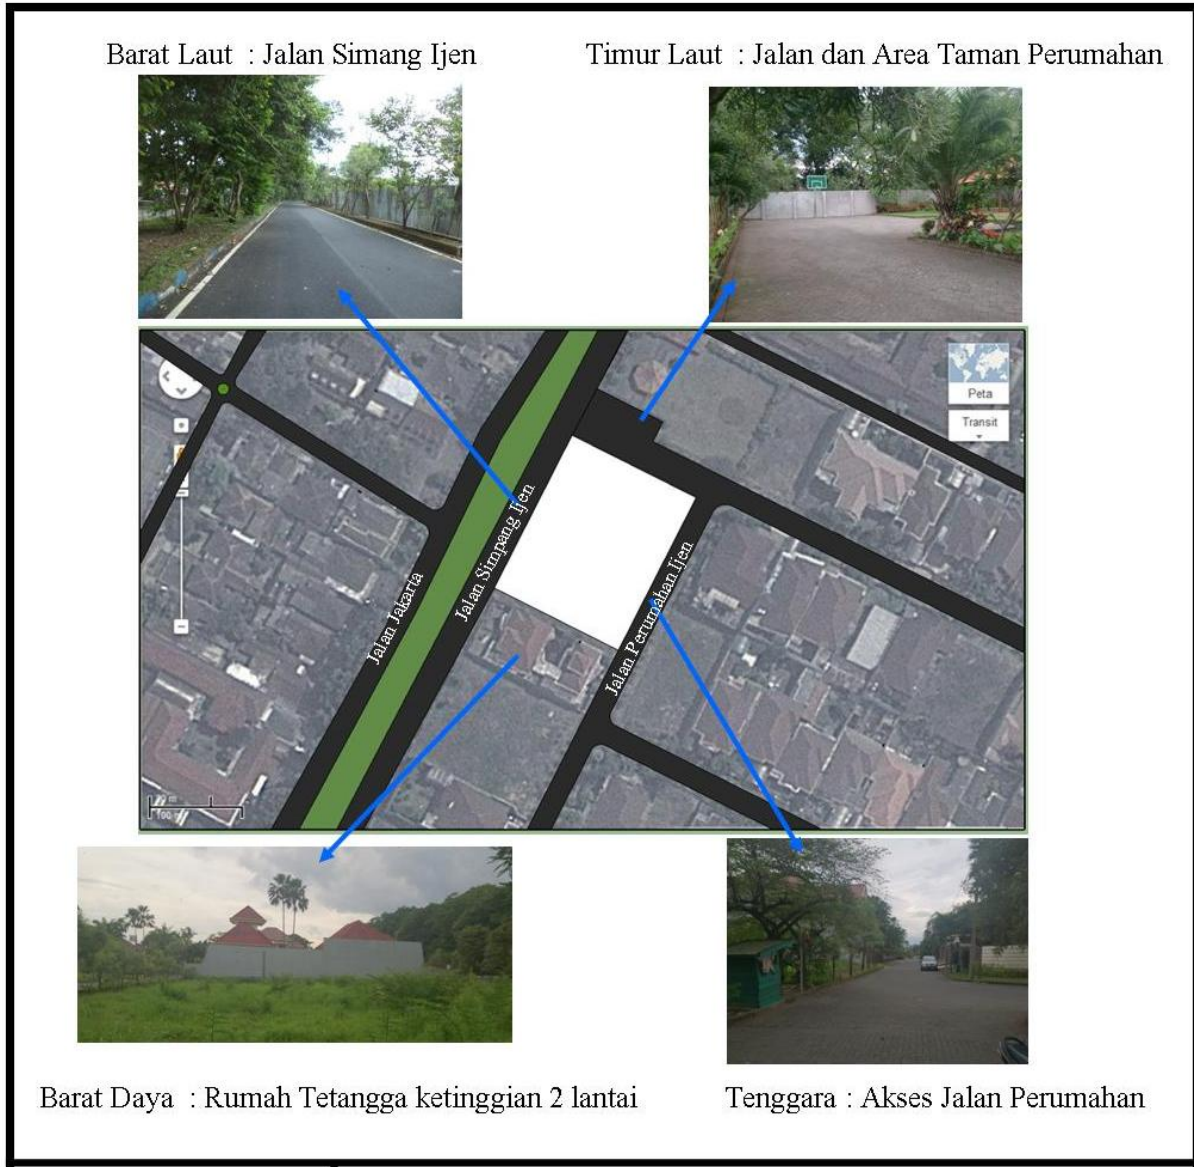 Barat Laut : Jalan Simang Ijen
Timur Laut : Jalan dan Area Taman Perumahan
Peta
Transit
Jalan Simpang Ijen
Jalan Jakarta
Jalan Perumahan Ijen
100 m
Barat Daya : Rumah Tetangga ketinggian 2 lantai
Tenggara : Akses Jalan Perumahan